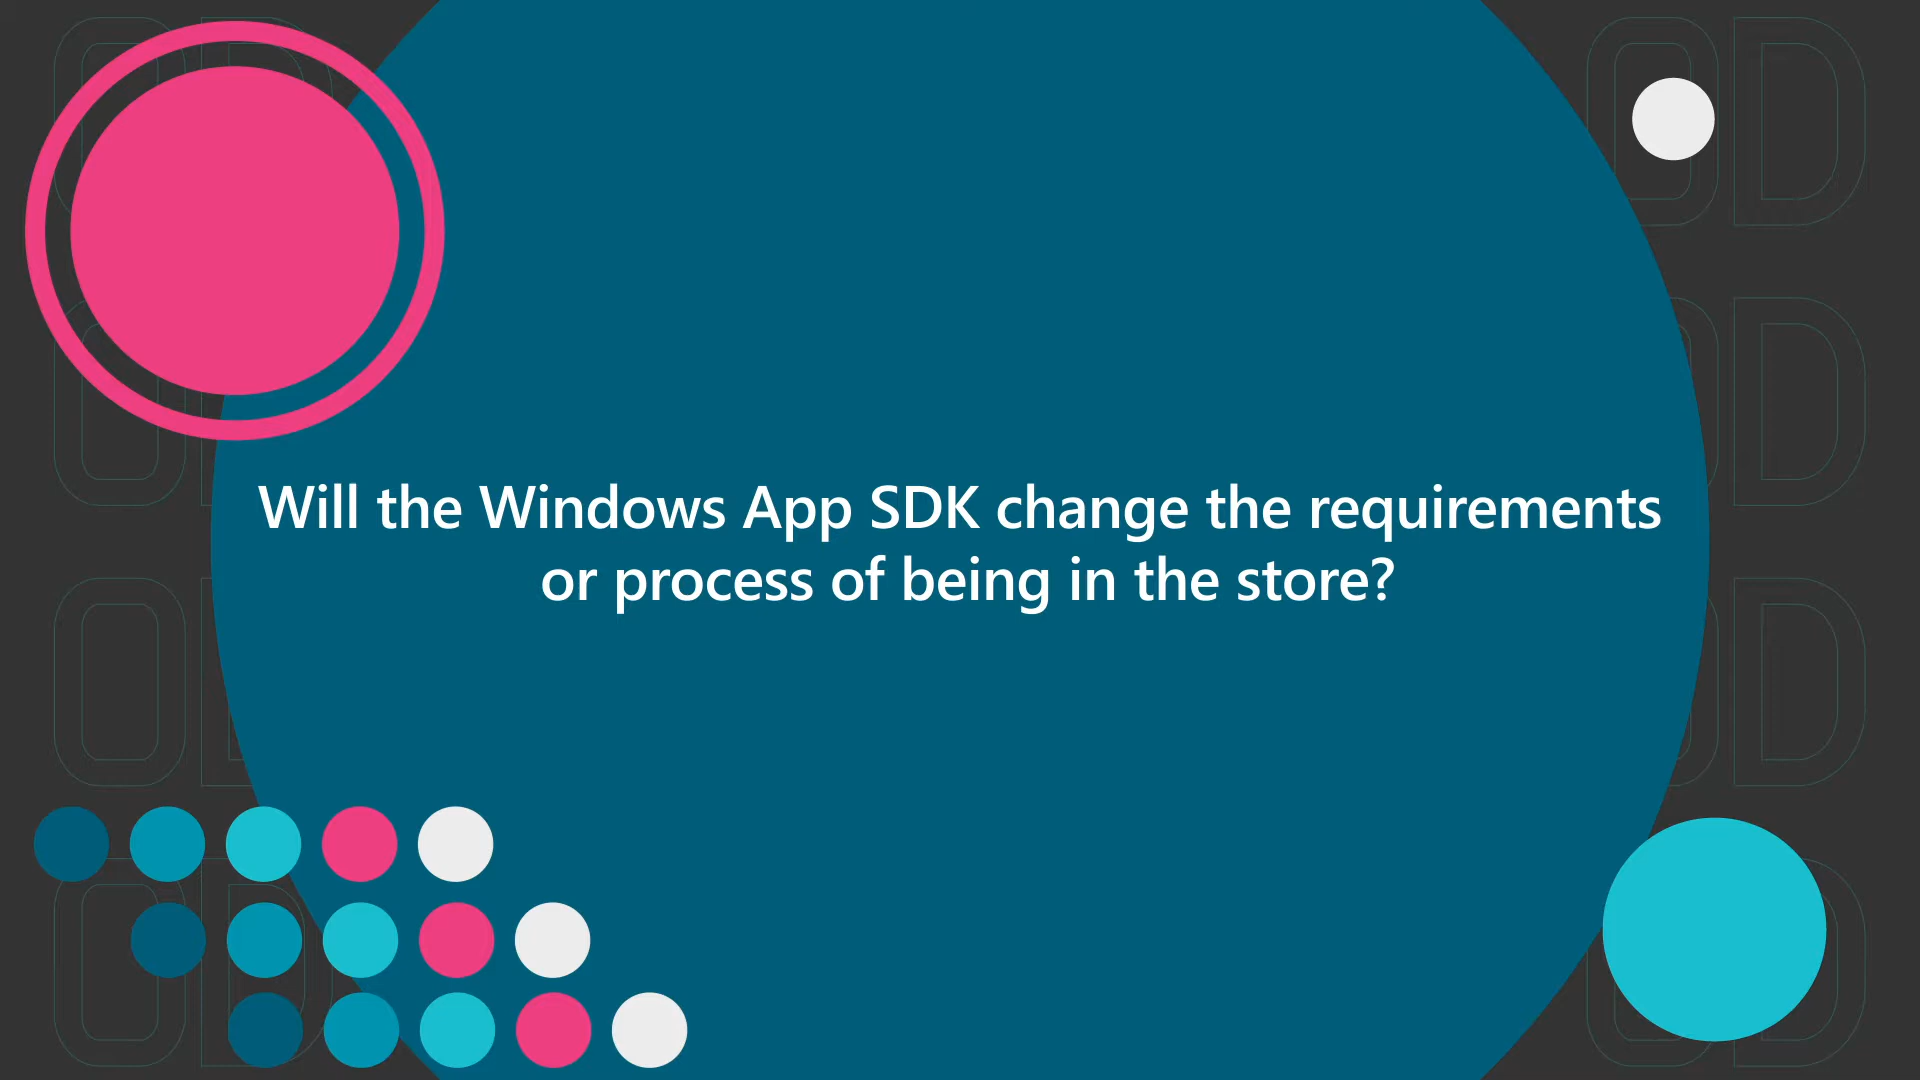 Will the Windows App SDK change the requirements
or process of being in the store?